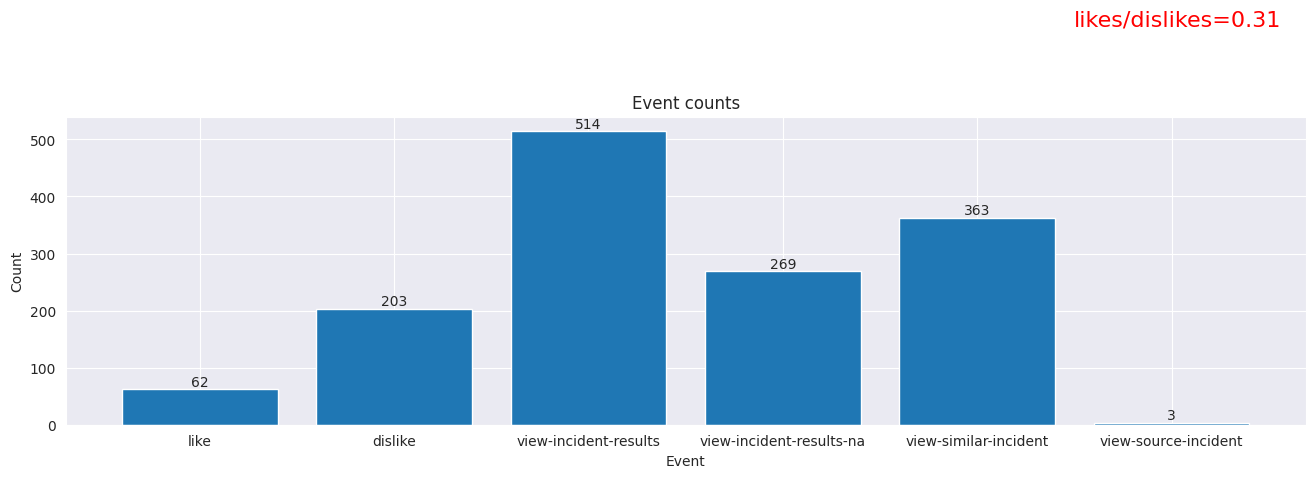 likes/dislikes=0.31
Event counts
Count
500
400
300
200
100
0
62
203
514
269
363
3
like
dislike
view-incident-results
view-incident-results-na
view-similar-incident
view-source-incident
Event